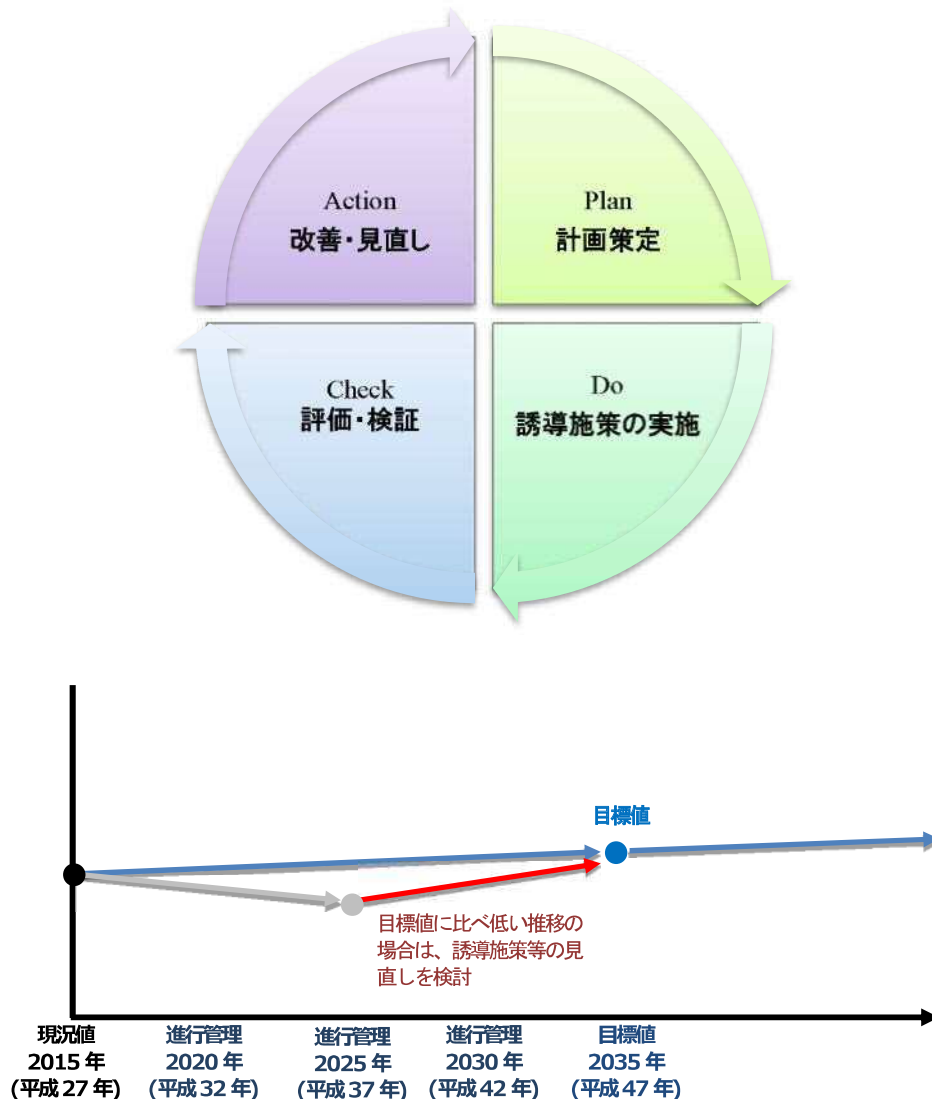 Action
改善・見直し
Plan
計画策定
Check
評価・検証
Do
誘導施策の実施
目標値
目標値に比べ低い推移の
場合は、誘導施策等の見
直しを検討
現況値
2015 年
(平成 27 年)
進行管理
2020 年
(平成 32 年)
進行管理
2025 年
(平成 37 年)
進行管理
2030 年
(平成 42 年)
目標値
2035 年
(平成 47 年)